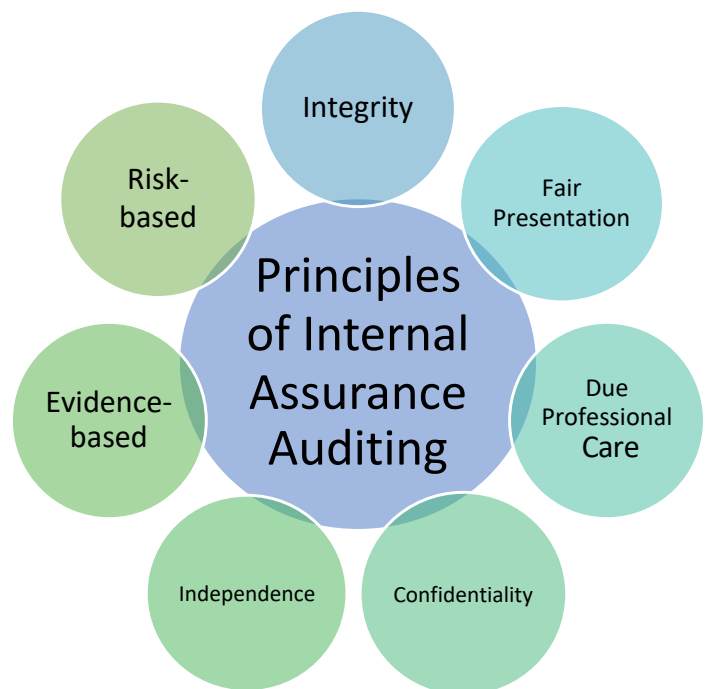 Integrity
Fair
Presentation
Due
Professional
Care
Confidentiality
Independence
Evidence-
based
Risk-
based
Principles
of Internal
Assurance
Auditing